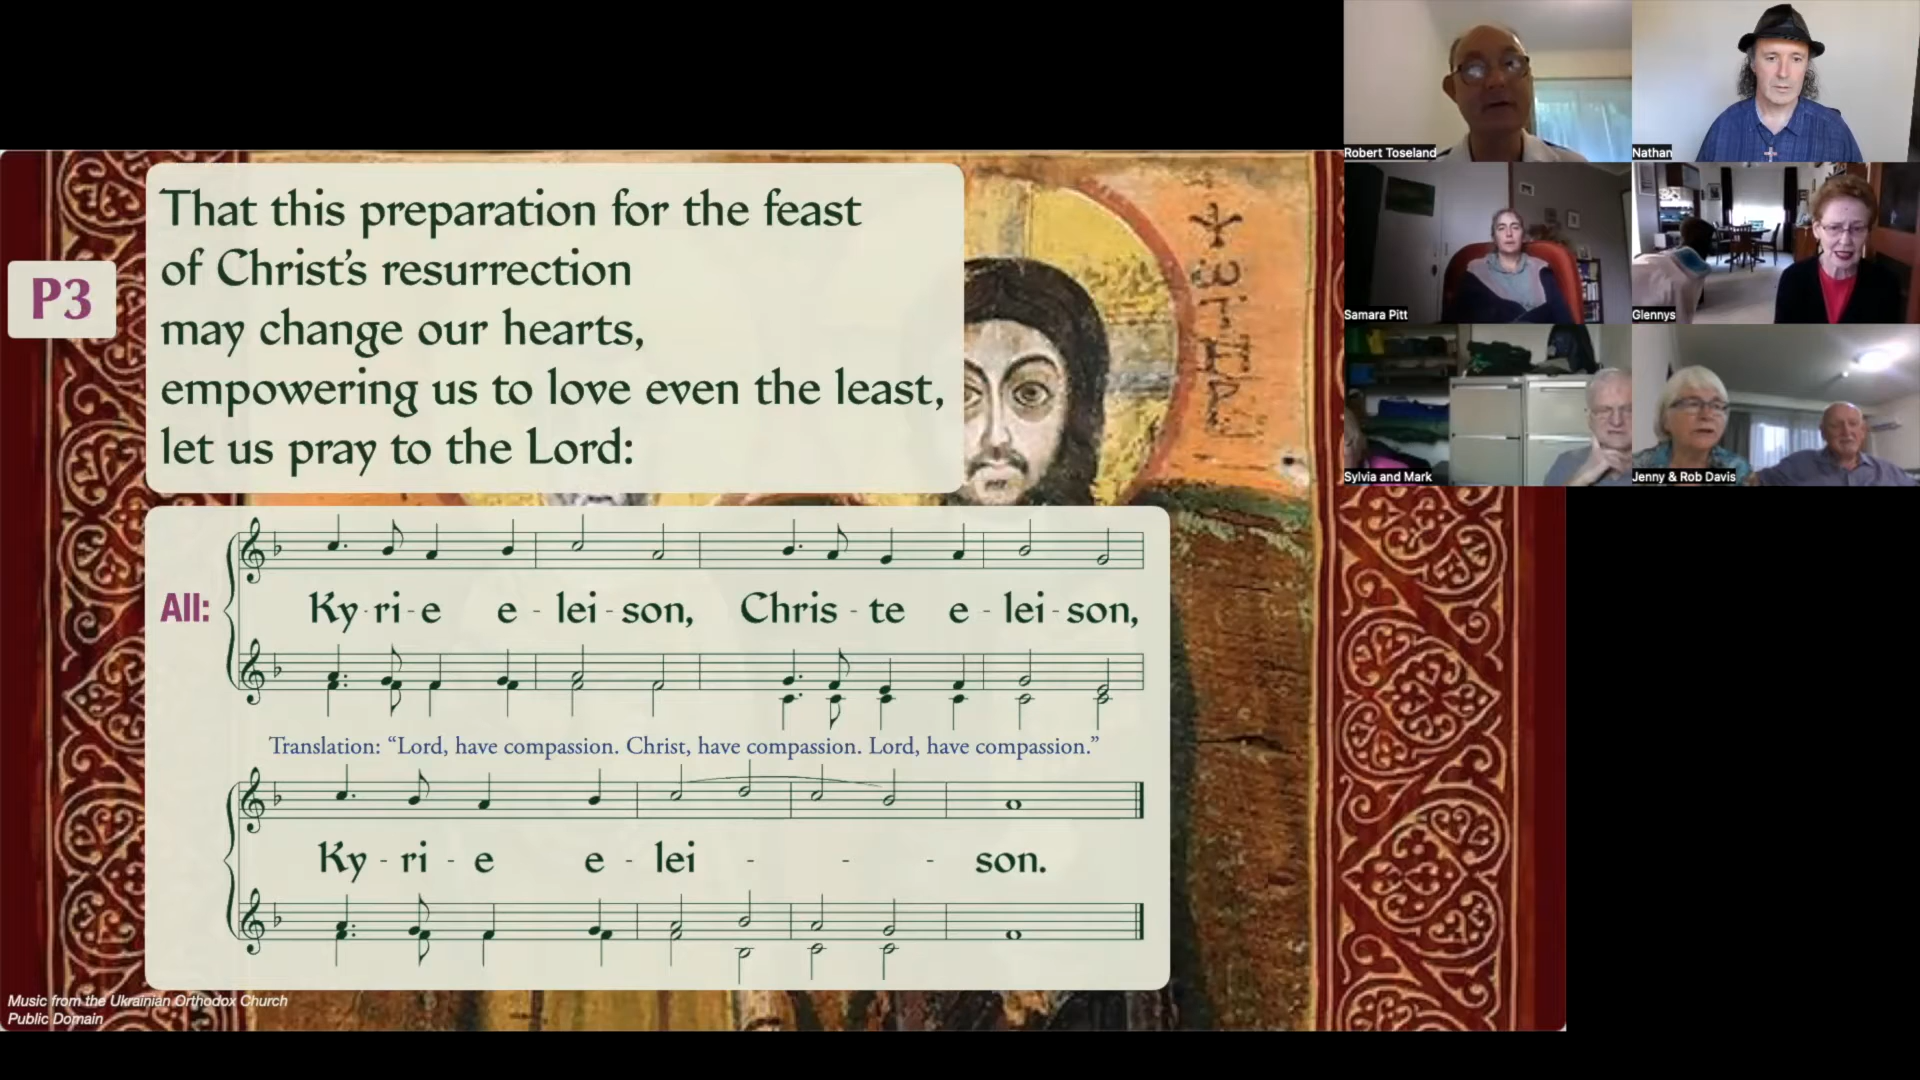 P3
That this preparation for the feast
of Christ's resurrection
may change our hearts,
empowering us to love even the least,
let us pray to the Lord:
All:
Ky-ri-e e-lei-son, Chris-te e-lei-son,
Translation: “Lord, have compassion. Christ, have compassion. Lord, have compassion.”
Ky-ri-e e-lei---son.
Music from the Ukrainian Orthodox Church
Public Domain
Robert Toseland
Nathan
Samara Pitt
Glennys
Sylvia and Mark
Jenny & Rob Davis